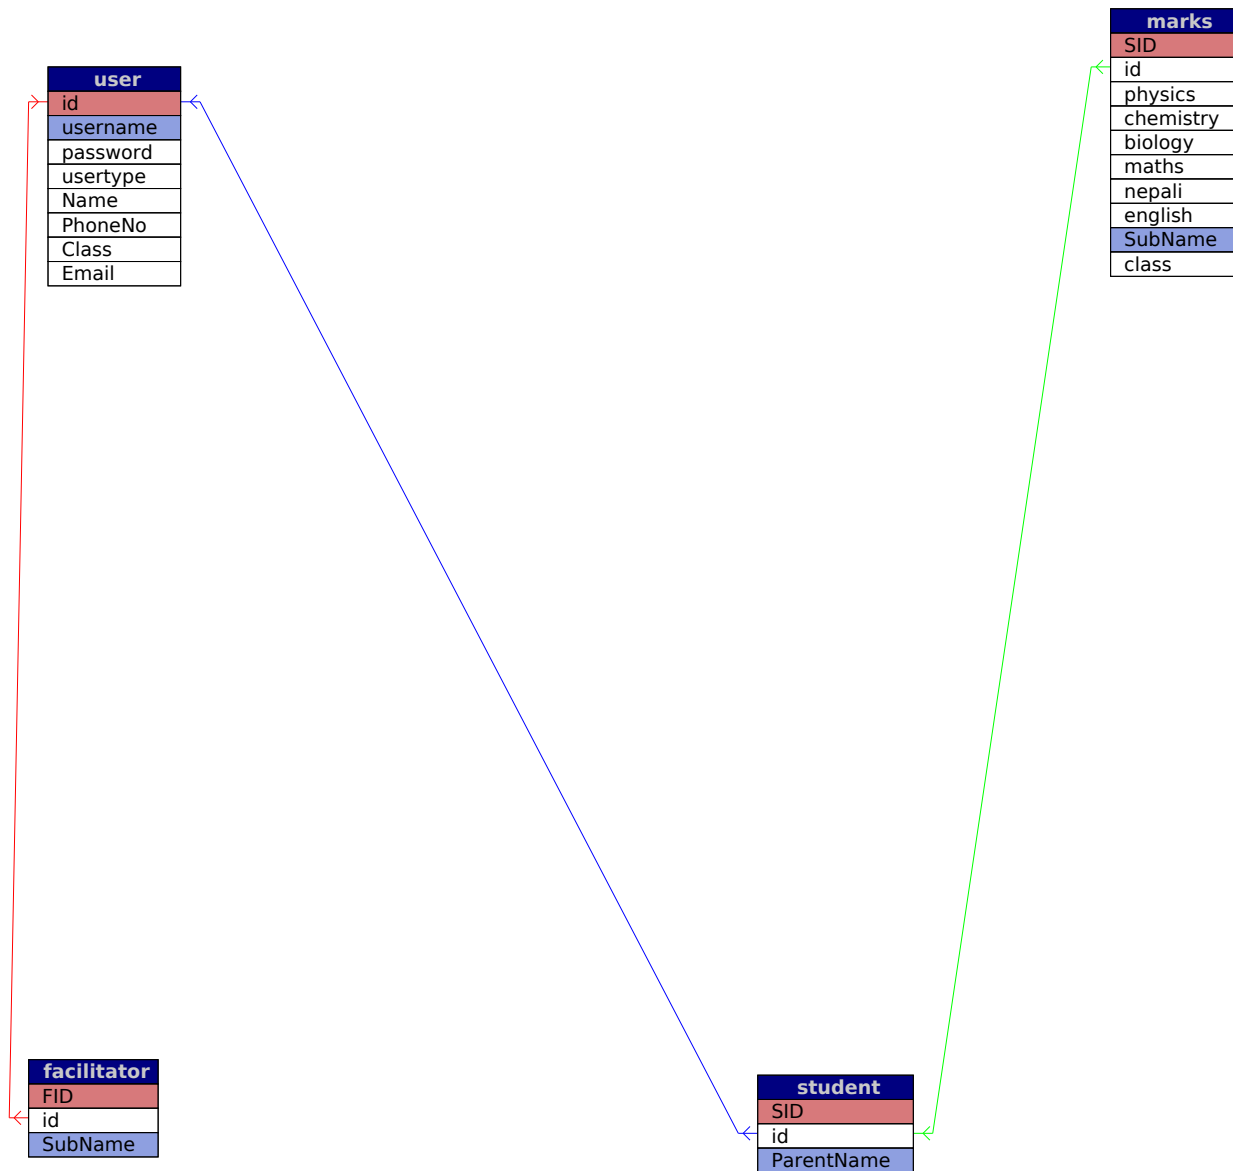 marks
SID
id
physics
chemistry
biology
maths
nepali
english
SubName
class
user
id
username
password
usertype
Name
PhoneNo
Class
Email
facilitator
FID
id
SubName
student
SID
id
ParentName